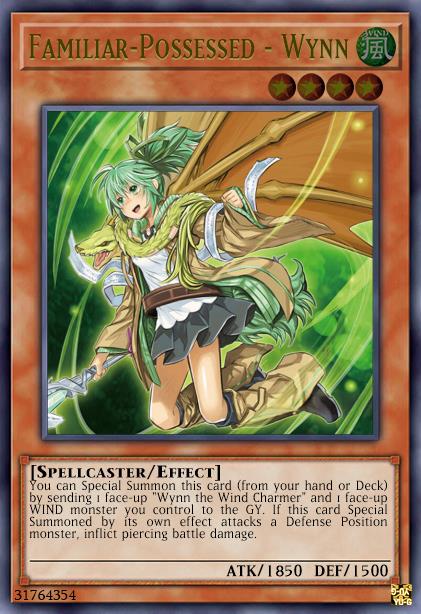 Familiar-Possessed - Wynn
WIND
風
[Spellcaster/Effect]
You can Special Summon this card (from your hand or Deck)
by sending 1 face-up "Wynn the Wind Charmer" and 1 face-up
WIND monster you control to the GY. If this card Special
Summoned by its own effect attacks a Defense Position
monster, inflict piercing battle damage.
ATK/1850 DEF/1500
31764354